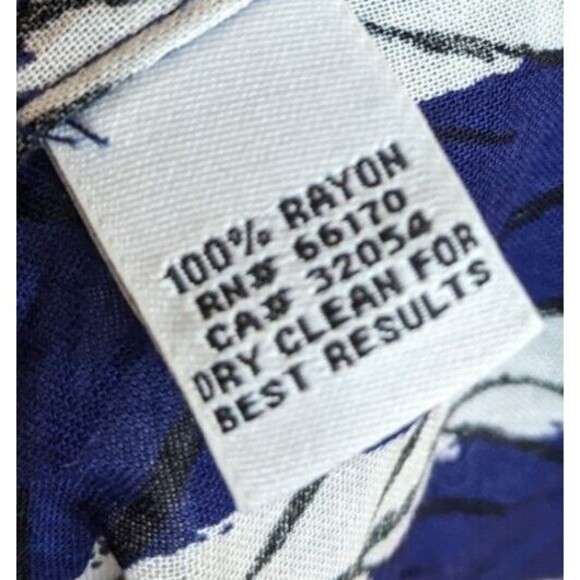 100% RAYON
RN# 66170
CA# 32054
DRY CLEAN FOR
BEST RESULTS